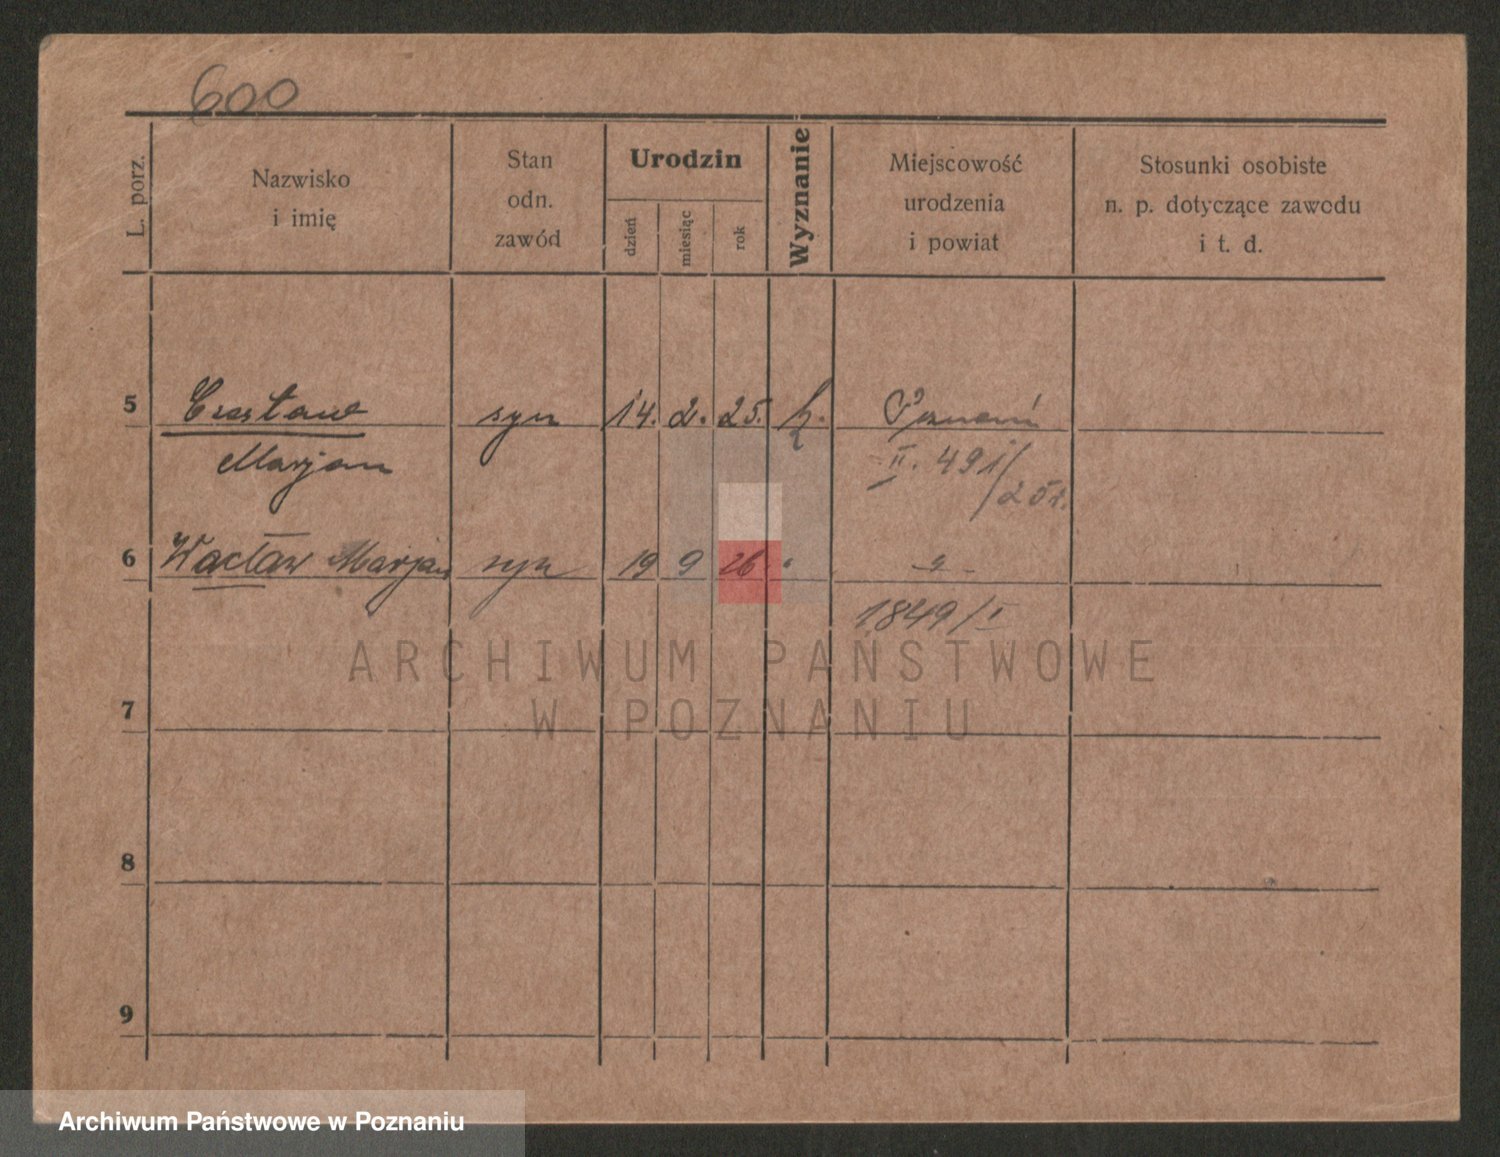 600
L. porz.
Nazwisko
i imię
Stan
odn.
zawód
Urodzin
dzień
miesiąc
rok
Wyznanie
Miejscowość
urodzenia
i powiat
Stosunki osobiste
n. p. dotyczące zawodu
i t. d.
5 Czesław syn 14. 2. 25. k. Poznań
Marjan II. 491/25r.
6 Wacław Marjan syn 19 9 26 " - " -
1849/I
ARCHIWUM PAŃSTWOWE
W POZNANIU
7
8
9
Archiwum Państwowe w Poznaniu